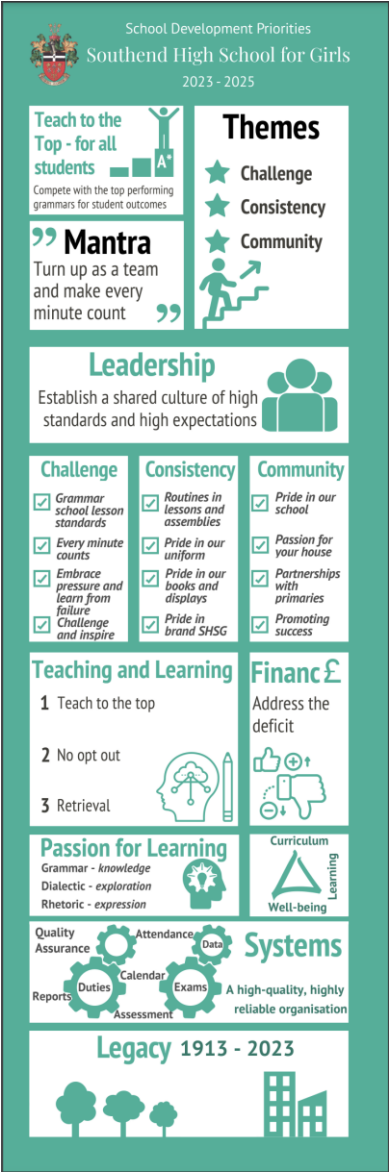 School Development Priorities
Southend High School for Girls
2023 - 2025
Teach to the
Top - for all
students
A*
Compete with the top performing
grammars for student outcomes
Themes
Challenge
Consistency
Community
” Mantra
Turn up as a team
and make every
minute count ”
Leadership
Establish a shared culture of high
standards and high expectations
Challenge
Grammar
school lesson
standards
Every minute
counts
Embrace
pressure and
learn from
failure
Challenge
and inspire
Consistency
Routines in
lessons and
assemblies
Pride in our
uniform
Pride in our
books and
displays
Pride in
brand SHSG
Community
Pride in our
school
Passion for
your house
Partnerships
with
primaries
Promoting
success
Teaching and Learning
1 Teach to the top
2 No opt out
3 Retrieval
Financ£
Address the
deficit
Passion for Learning
Grammar - knowledge
Dialectic - exploration
Rhetoric - expression
Curriculum
Learning
Well-being
Quality
Assurance
Attendance
Data
Calendar
Reports
Duties
Exams
Assessment
Systems
A high-quality, highly
reliable organisation
Legacy 1913 - 2023